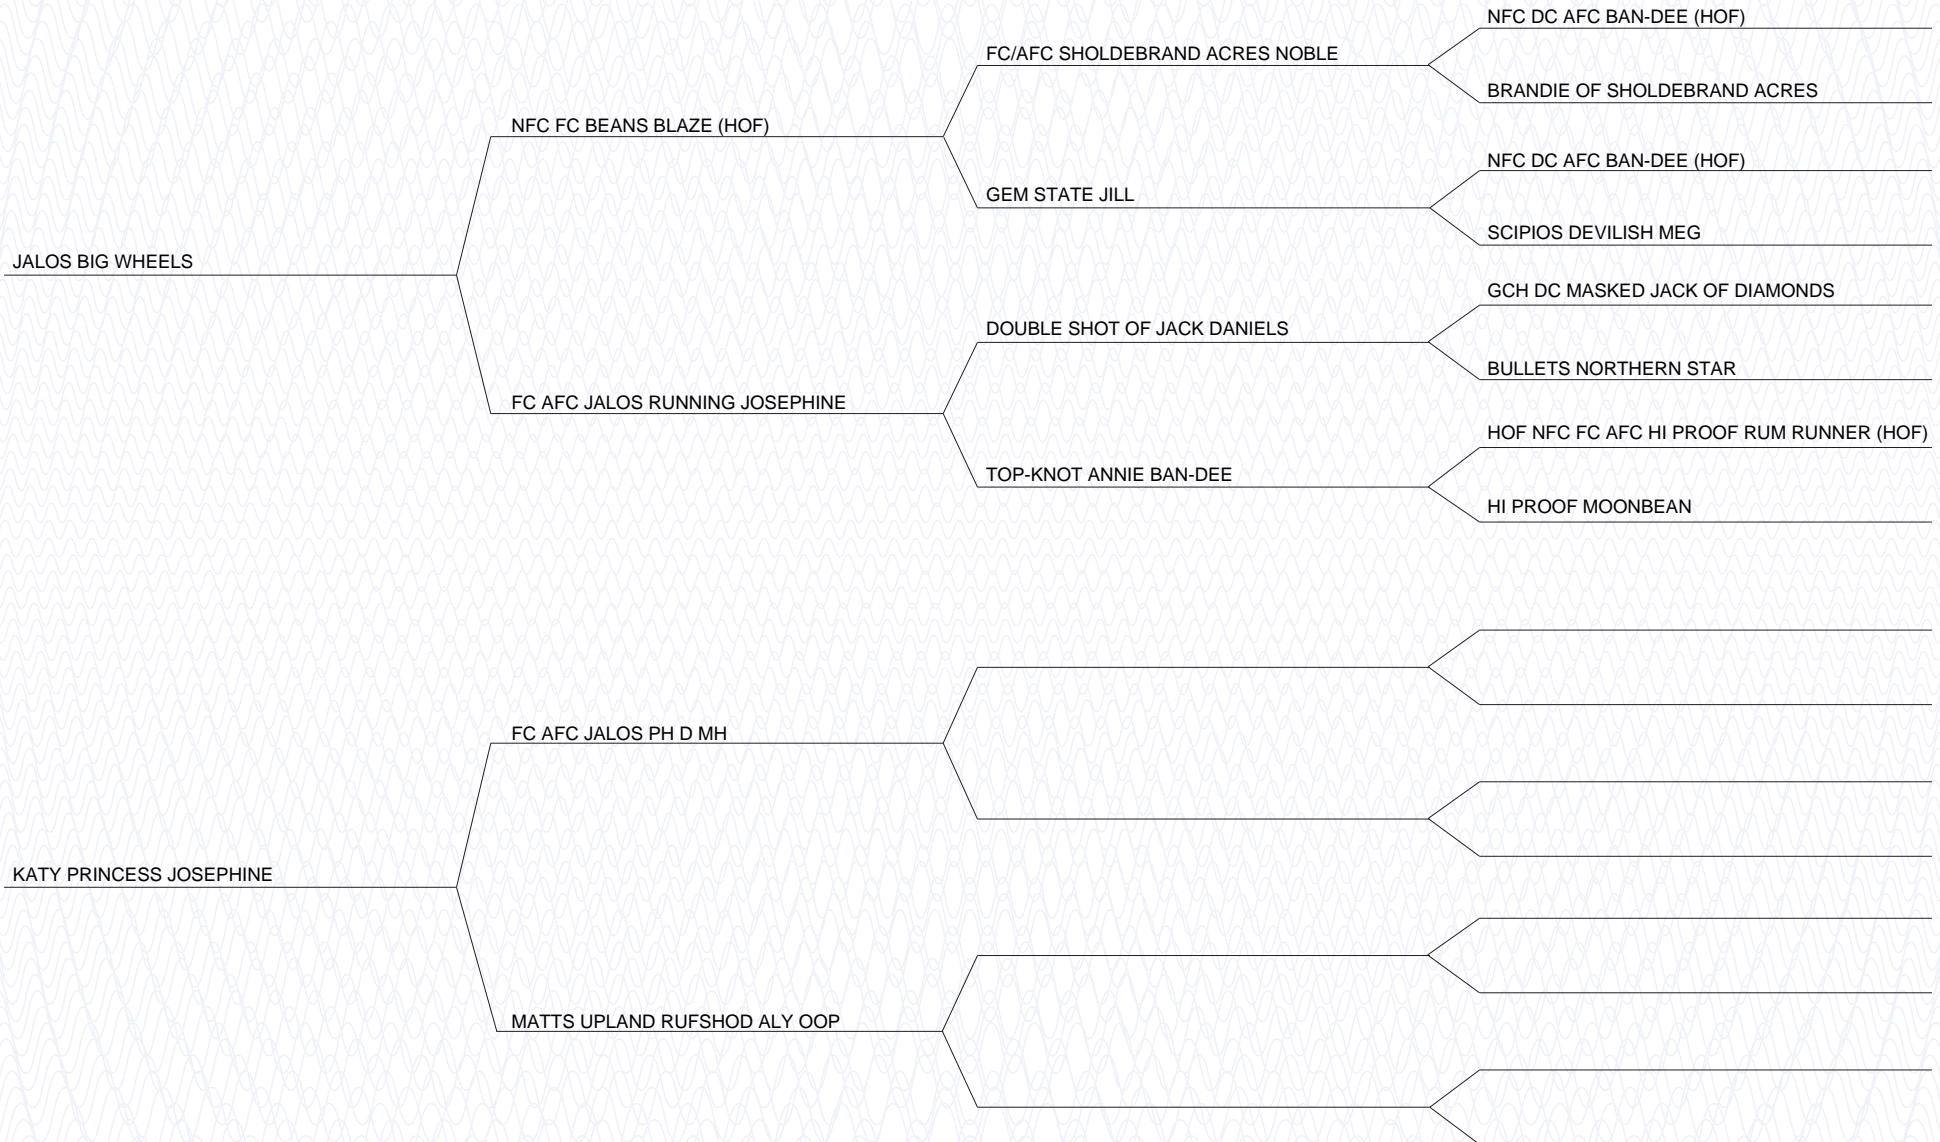 NFC DC AFC BAN-DEE (HOF)
FC/AFC SHOLDEBRAND ACRES NOBLE
BRANDIE OF SHOLDEBRAND ACRES
NFC FC BEANS BLAZE (HOF)
NFC DC AFC BAN-DEE (HOF)
GEM STATE JILL
SCIPIOS DEVILISH MEG
JALOS BIG WHEELS
GCH DC MASKED JACK OF DIAMONDS
DOUBLE SHOT OF JACK DANIELS
BULLETS NORTHERN STAR
FC AFC JALOS RUNNING JOSEPHINE
HOF NFC FC AFC HI PROOF RUM RUNNER (HOF)
TOP-KNOT ANNIE BAN-DEE
HI PROOF MOONBEAN
FC AFC JALOS PH D MH
KATY PRINCESS JOSEPHINE
MATTS UPLAND RUFSHOD ALY OOP